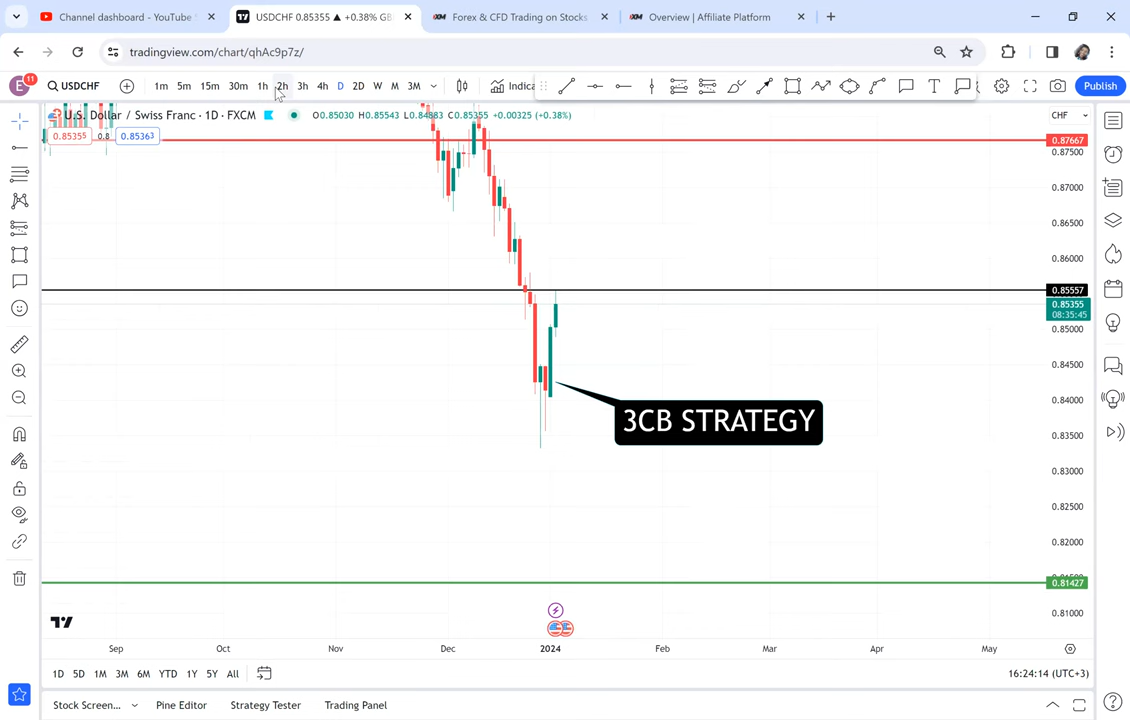 Channel dashboard - YouTube
USDCHF 0.85355 ▲ +0.38% GB
Forex & CFD Trading on Stocks
Overview | Affiliate Platform
tradingview.com/chart/qhAc9p7z/
E
11
USDCHF
1m 5m 15m 30m 1h 2h 3h 4h D 2D W M 3M
Indica
Publish
U.S. Dollar / Swiss Franc · 1D · FXCM
O0.85030 H0.85543 L0.84883 C0.85355 +0.00325 (+0.38%)
CHF
0.85355
0.8
0.85363
0.87667
0.87500
0.87000
0.86500
0.86000
0.85557
0.85355
08:35:45
0.85000
0.84500
0.84000
0.83500
0.83000
0.82500
0.82000
0.81427
0.81000
3CB STRATEGY
Sep Oct Nov Dec 2024 Feb Mar Apr May
1D 5D 1M 3M 6M YTD 1Y 5Y All
16:24:14 (UTC+3)
Stock Screen... Pine Editor Strategy Tester Trading Panel